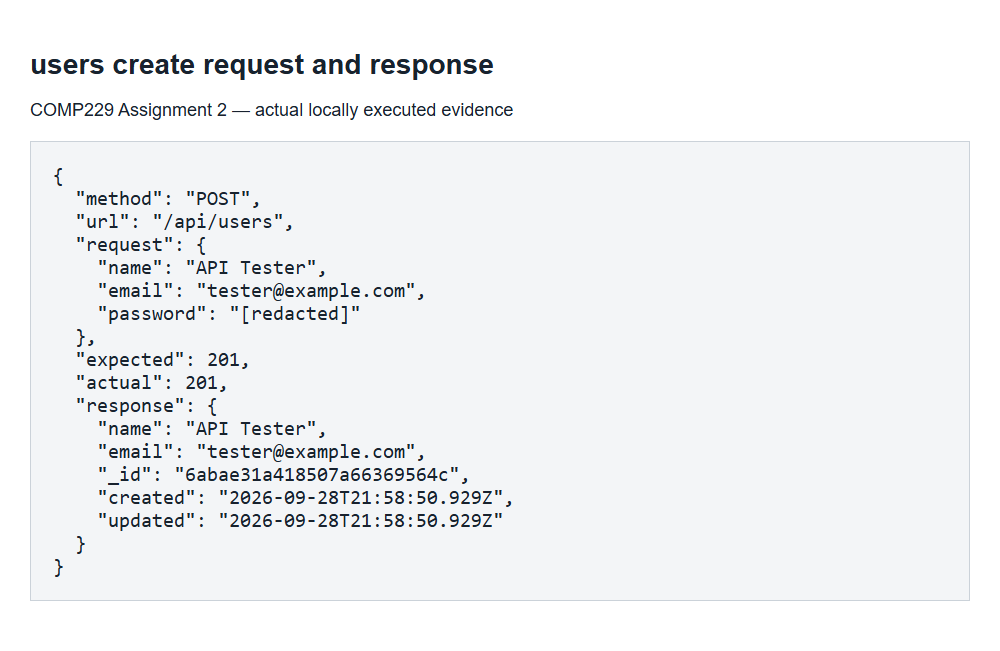 users create request and response
COMP229 Assignment 2 — actual locally executed evidence
{
  "method": "POST",
  "url": "/api/users",
  "request": {
    "name": "API Tester",
    "email": "tester@example.com",
    "password": "[redacted]"
  },
  "expected": 201,
  "actual": 201,
  "response": {
    "name": "API Tester",
    "email": "tester@example.com",
    "_id": "6abae31a418507a66369564c",
    "created": "2026-09-28T21:58:50.929Z",
    "updated": "2026-09-28T21:58:50.929Z"
  }
}